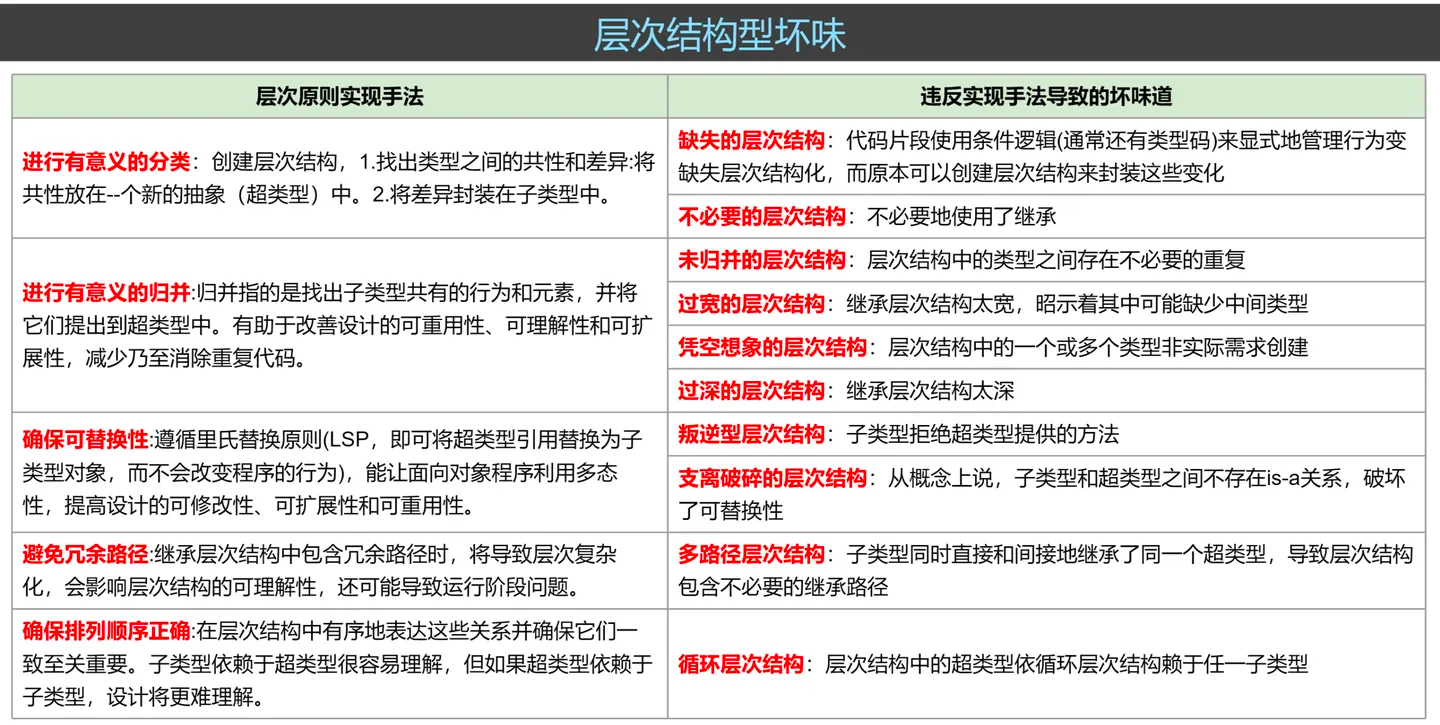 层次结构型坏味
层次原则实现手法
违反实现手法导致的坏味道
进行有意义的分类：创建层次结构，1.找出类型之间的共性和差异:将
共性放在--个新的抽象（超类型）中。2.将差异封装在子类型中。
缺失的层次结构：代码片段使用条件逻辑(通常还有类型码)来显式地管理行为变
缺失层次结构化，而原本可以创建层次结构来封装这些变化
不必要的层次结构：不必要地使用了继承
进行有意义的归并:归并指的是找出子类型共有的行为和元素，并将
它们提出到超类型中。有助于改善设计的可重用性、可理解性和可扩
展性，减少乃至消除重复代码。
未归并的层次结构：层次结构中的类型之间存在不必要的重复
过宽的层次结构：继承层次结构太宽，昭示着其中可能缺少中间类型
凭空想象的层次结构：层次结构中的一个或多个类型非实际需求创建
过深的层次结构：继承层次结构太深
确保可替换性:遵循里氏替换原则(LSP，即可将超类型引用替换为子
类型对象，而不会改变程序的行为)，能让面向对象程序利用多态
性，提高设计的可修改性、可扩展性和可重用性。
叛逆型层次结构：子类型拒绝超类型提供的方法
支离破碎的层次结构：从概念上说，子类型和超类型之间不存在is-a关系，破坏
了可替换性
避免冗余路径:继承层次结构中包含冗余路径时，将导致层次复杂
化，会影响层次结构的可理解性，还可能导致运行阶段问题。
多路径层次结构：子类型同时直接和间接地继承了同一个超类型，导致层次结构
包含不必要的继承路径
确保排列顺序正确:在层次结构中有序地表达这些关系并确保它们一
致至关重要。子类型依赖于超类型很容易理解，但如果超类型依赖于
子类型，设计将更难理解。
循环层次结构：层次结构中的超类型依循环层次结构赖于任一子类型